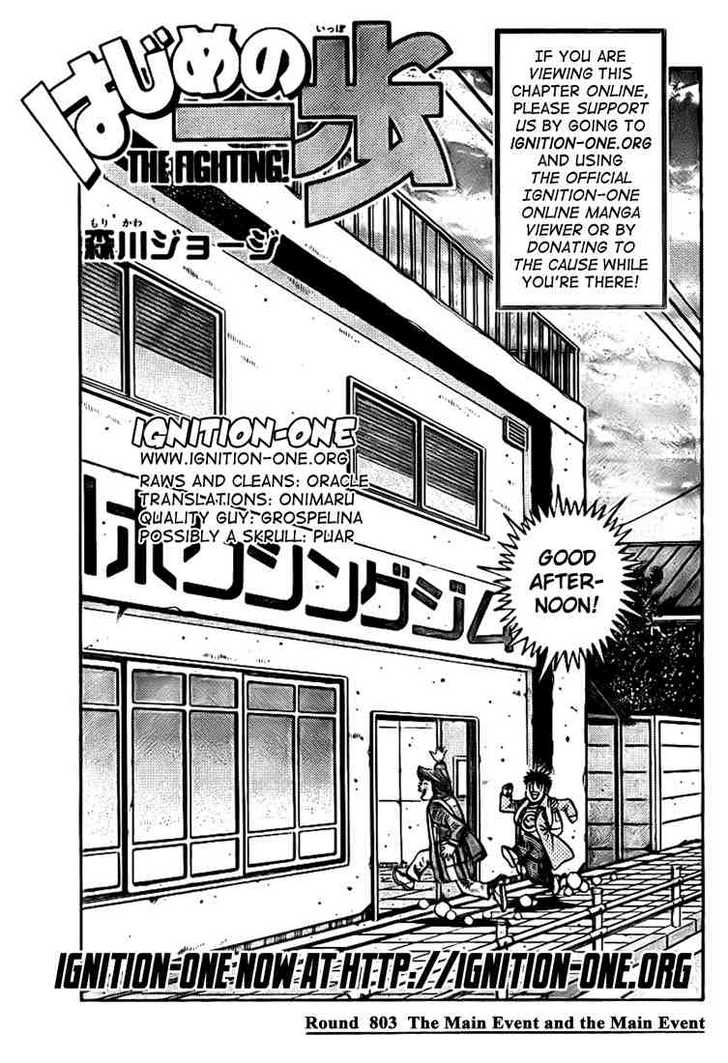 はじめの一歩
いっぽ
THE FIGHTING!
もり かわ
森川ジョージ
IF YOU ARE
VIEWING THIS
CHAPTER ONLINE,
PLEASE SUPPORT
US BY GOING TO
IGNITION-ONE.ORG
AND USING
THE OFFICIAL
IGNITION-ONE
ONLINE MANGA
VIEWER OR BY
DONATING TO
THE CAUSE WHILE
YOU'RE THERE!
IGNITION-ONE
WWW.IGNITION-ONE.ORG
RAWS AND CLEANS: ORACLE
TRANSLATIONS: ONIMARU
QUALITY GUY: GROSPELINA
POSSIBLY A SKRULL: PUAR
ボクシングジム
GOOD
AFTER-
NOON!
IGNITION-ONE NOW AT HTTP://IGNITION-ONE.ORG
Round 803 The Main Event and the Main Event